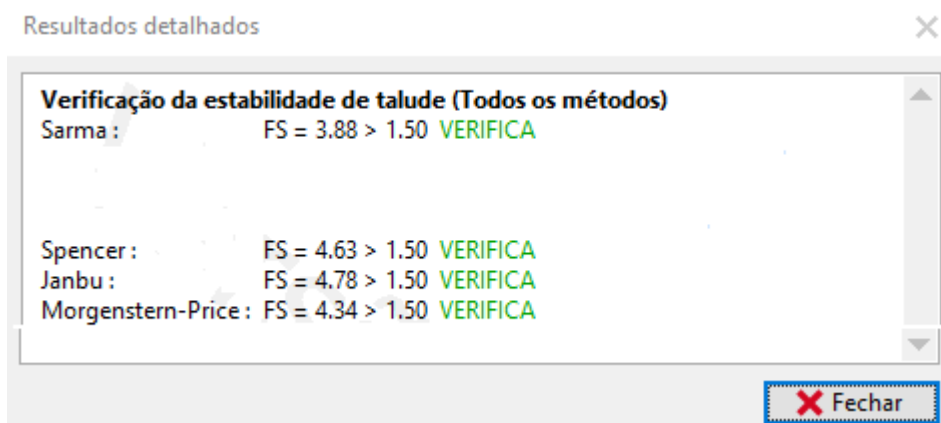 Resultados detalhados
Verificação da estabilidade de talude (Todos os métodos)
Sarma : FS = 3.88 > 1.50 VERIFICA
Spencer : FS = 4.63 > 1.50 VERIFICA
Janbu : FS = 4.78 > 1.50 VERIFICA
Morgenstern-Price : FS = 4.34 > 1.50 VERIFICA
Fechar